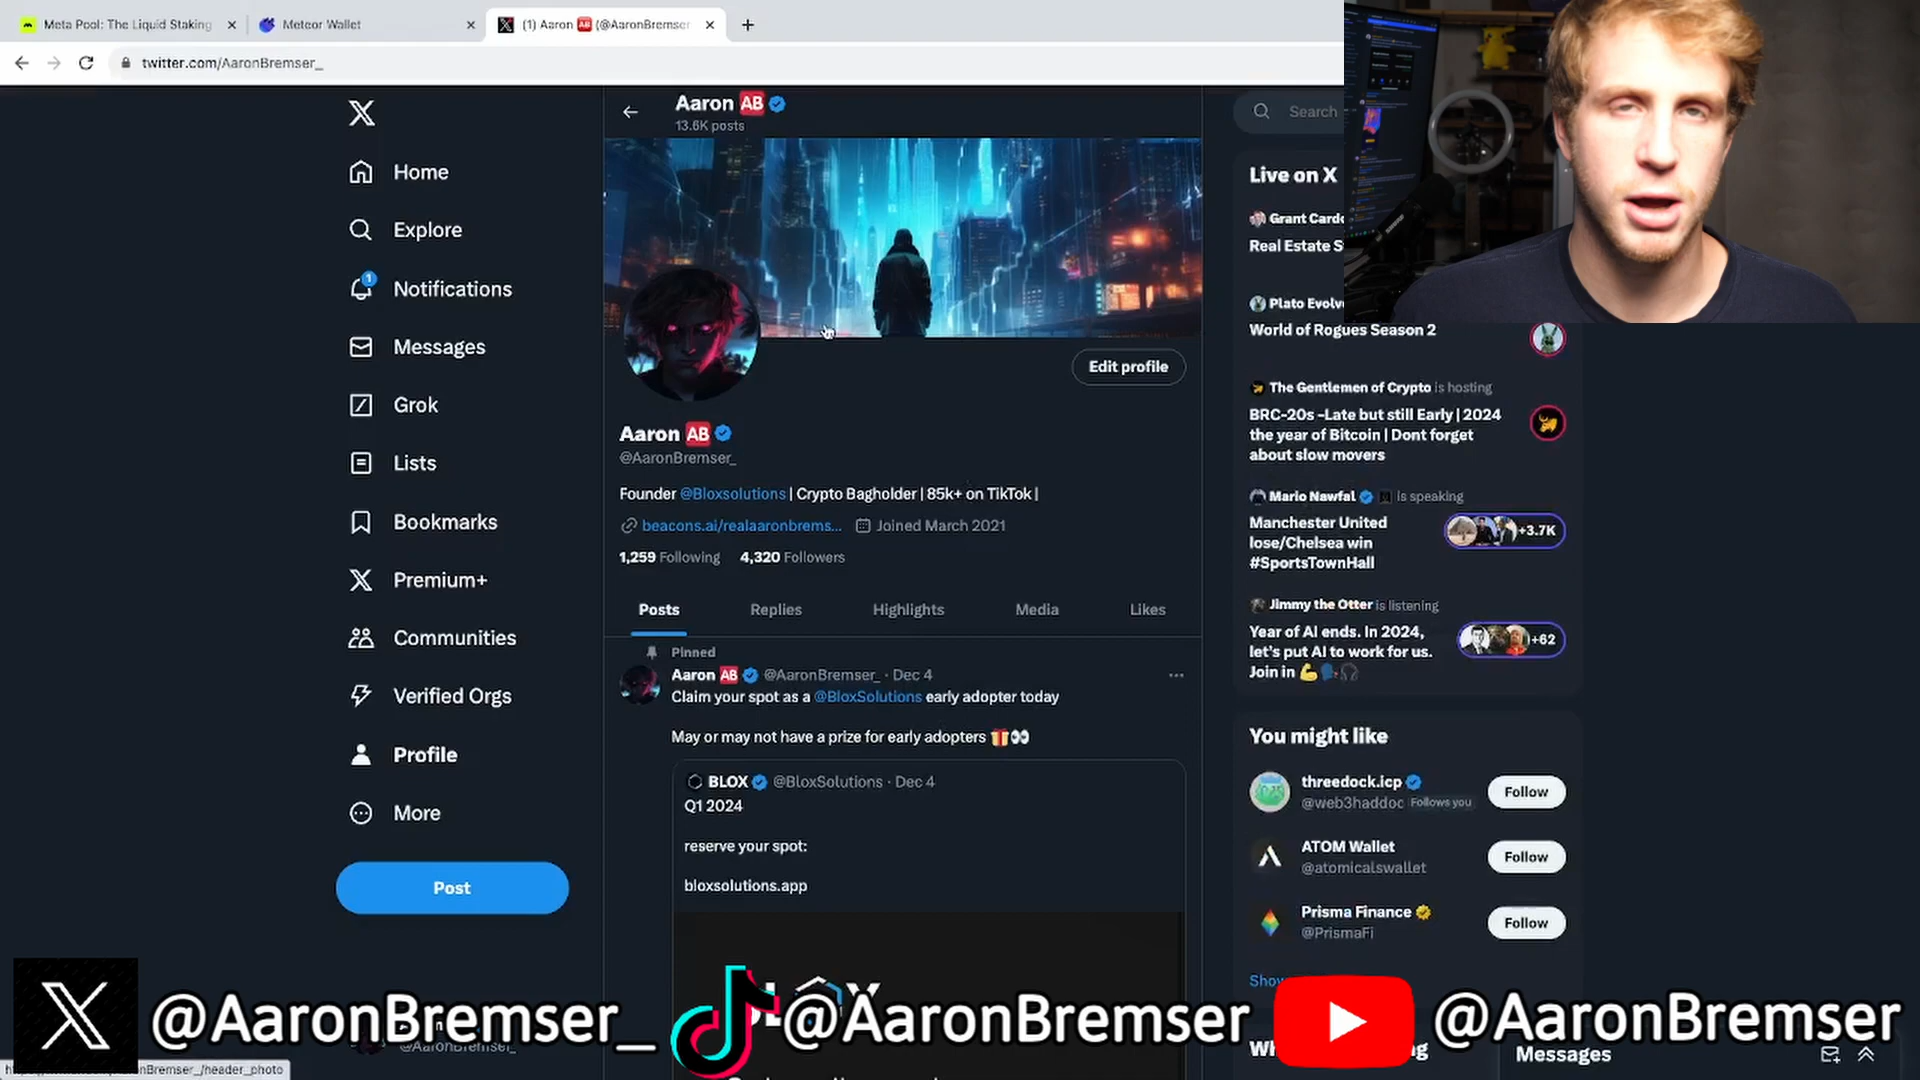 Meta Pool: The Liquid Staking
Meteor Wallet
(1) Aaron AB (@AaronBremser
twitter.com/AaronBremser_
Home
Explore
1
Notifications
Messages
Grok
Lists
Bookmarks
Premium+
Communities
Verified Orgs
Profile
More
Post
Aaron AB
13.6K posts
Edit profile
Aaron AB
@AaronBremser_
Founder @Bloxsolutions | Crypto Bagholder | 85k+ on TikTok |
beacons.ai/realaaronbrems... Joined March 2021
1,259 Following 4,320 Followers
Posts Replies Highlights Media Likes
Pinned
Aaron AB @AaronBremser_ · Dec 4
Claim your spot as a @BloxSolutions early adopter today
May or may not have a prize for early adopters 🎁👀
BLOX @BloxSolutions · Dec 4
Q1 2024
reserve your spot:
bloxsolutions.app
Search
Live on X
Grant Cardo
Real Estate S
Plato Evolv
World of Rogues Season 2
The Gentlemen of Crypto is hosting
BRC-20s -Late but still Early | 2024
the year of Bitcoin | Dont forget
about slow movers
Mario Nawfal is speaking
Manchester United
lose/Chelsea win
#SportsTownHall
+3.7K
Jimmy the Otter is listening
Year of AI ends. In 2024,
let's put AI to work for us.
Join in 💪🗣🎧
+62
You might like
threedock.icp
@web3haddoc Follows you
Follow
ATOM Wallet
@atomicalswallet
Follow
Prisma Finance
@PrismaFi
Follow
Show
Messages
@AaronBremser_
@AaronBremser
@AaronBremser